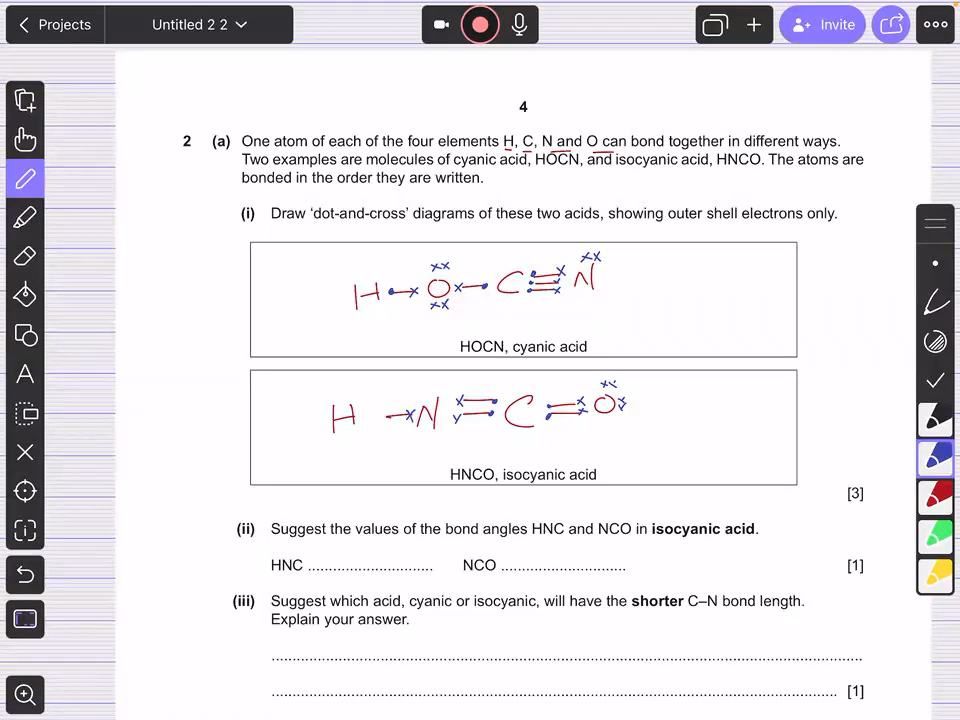 Projects
Untitled 2 2
Invite
4
2 (a) One atom of each of the four elements H, C, N and O can bond together in different ways.
Two examples are molecules of cyanic acid, HOCN, and isocyanic acid, HNCO. The atoms are
bonded in the order they are written.
(i) Draw ‘dot-and-cross’ diagrams of these two acids, showing outer shell electrons only.
H O C N
HOCN, cyanic acid
H N C O
HNCO, isocyanic acid
[3]
(ii) Suggest the values of the bond angles HNC and NCO in isocyanic acid.
HNC .............................. NCO .............................. [1]
(iii) Suggest which acid, cyanic or isocyanic, will have the shorter C–N bond length.
Explain your answer.
[1]